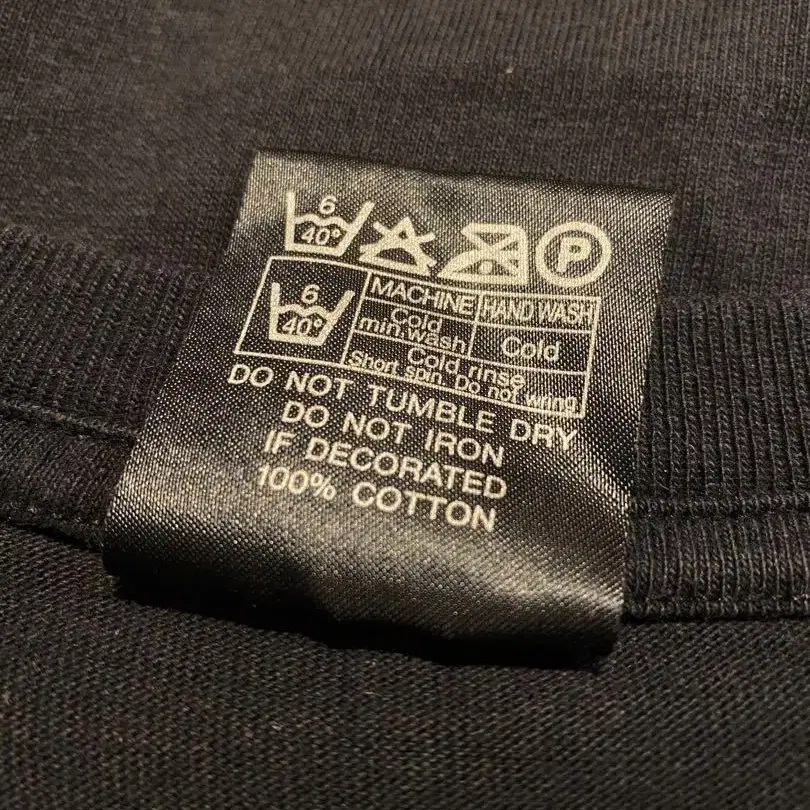 6
40°
P
6
40°
MACHINE HAND WASH
Cold
min.wash
Cold
Cold rinse
Short spin. Do not wring
DO NOT TUMBLE DRY
DO NOT IRON
IF DECORATED
100% COTTON